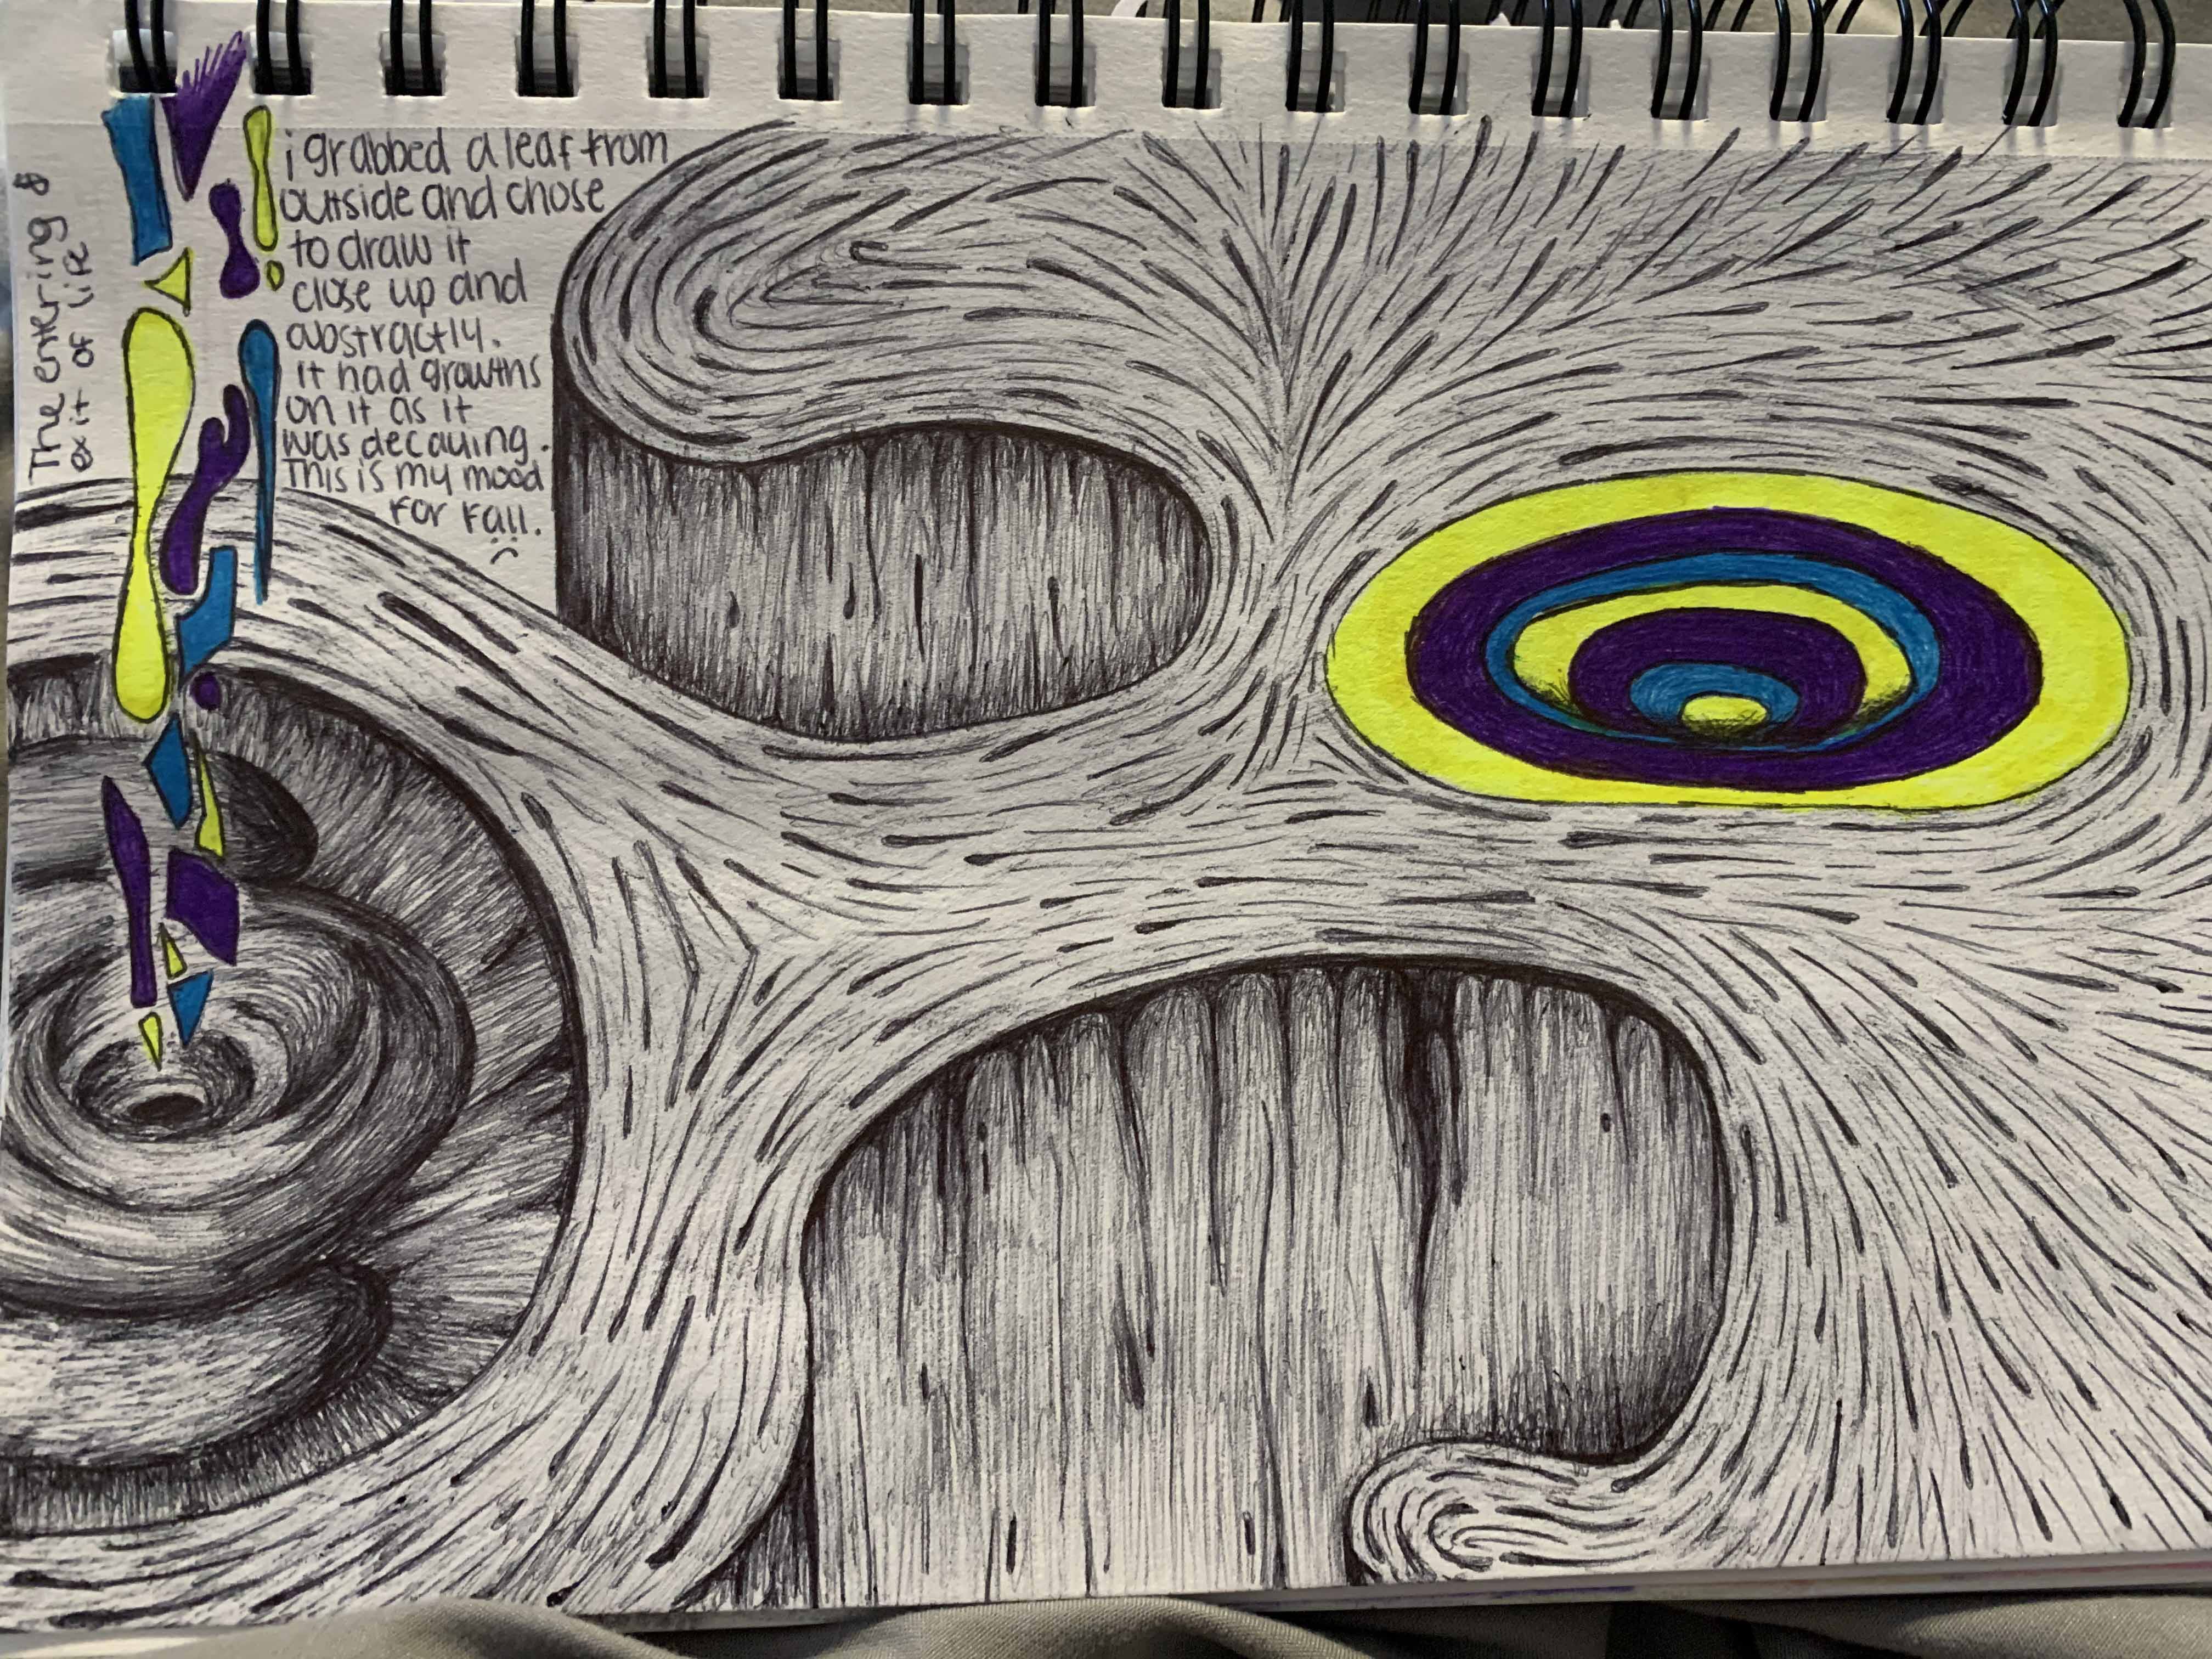 The entering &
exit of life
i grabbed a leaf from
outside and chose
to draw it
close up and
abstractly.
it had growths
on it as it
was decaying.
This is my mood
for Fall.